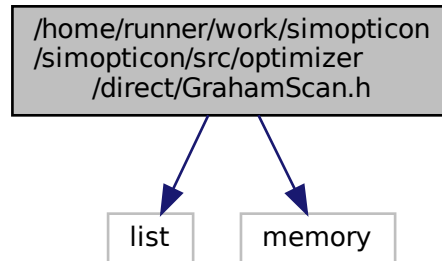 /home/runner/work/simopticon
/simopticon/src/optimizer
/direct/GrahamScan.h
list
memory